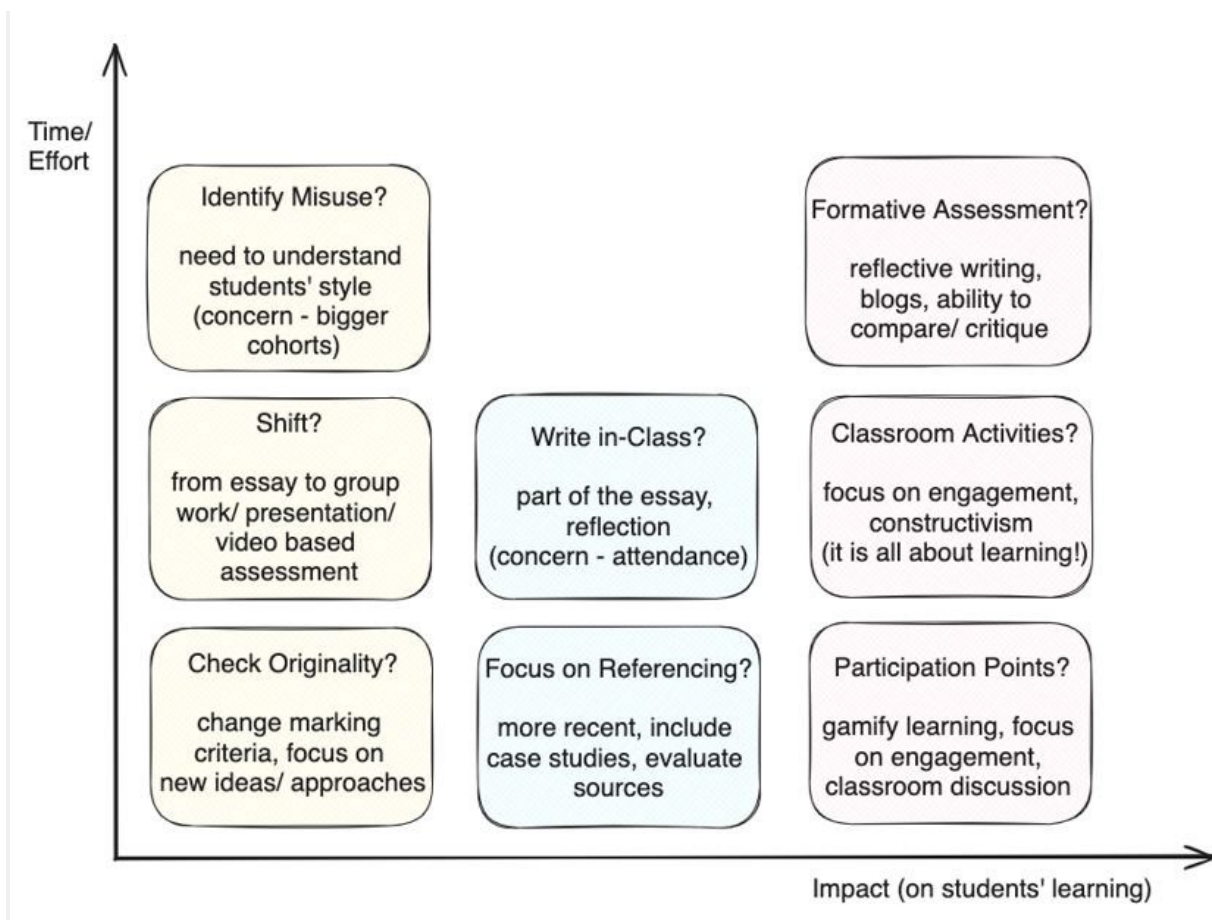 Time/
Effort
Identify Misuse?
need to understand
students' style
(concern - bigger
cohorts)
Formative Assessment?
reflective writing,
blogs, ability to
compare/ critique
Shift?
from essay to group
work/ presentation/
video based
assessment
Write in-Class?
part of the essay,
reflection
(concern - attendance)
Classroom Activities?
focus on engagement,
constructivism
(it is all about learning!)
Check Originality?
change marking
criteria, focus on
new ideas/ approaches
Focus on Referencing?
more recent, include
case studies, evaluate
sources
Participation Points?
gamify learning, focus
on engagement,
classroom discussion
Impact (on students' learning)